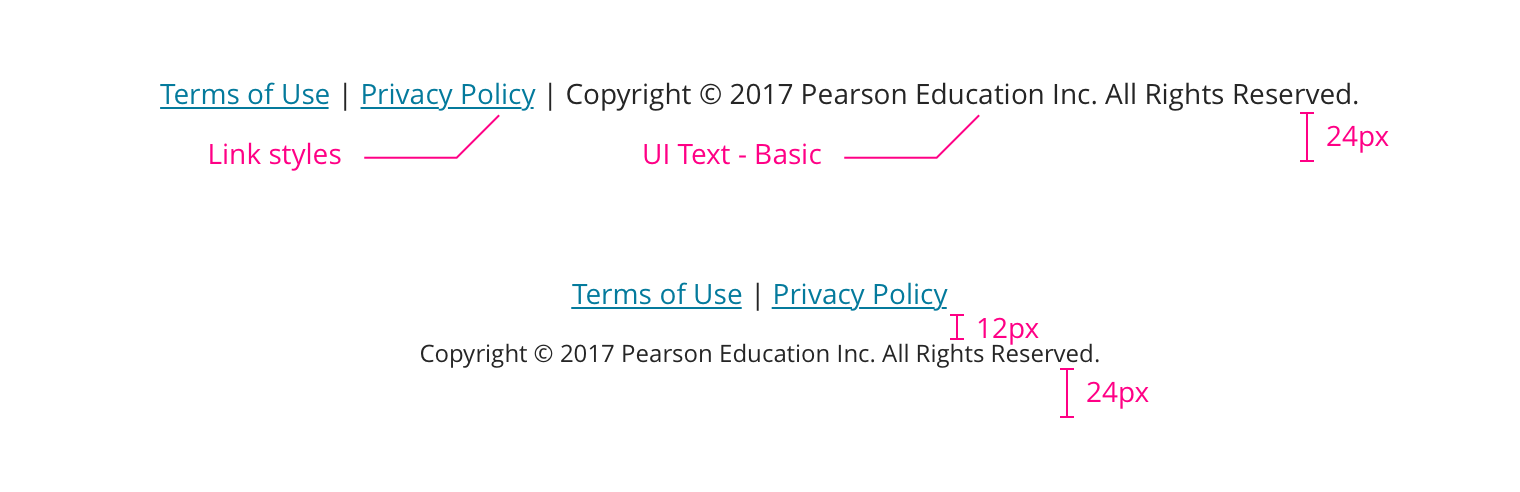 Terms of Use | Privacy Policy | Copyright © 2017 Pearson Education Inc. All Rights Reserved.
24px
Link styles
UI Text - Basic
Terms of Use | Privacy Policy
12px
Copyright © 2017 Pearson Education Inc. All Rights Reserved.
24px